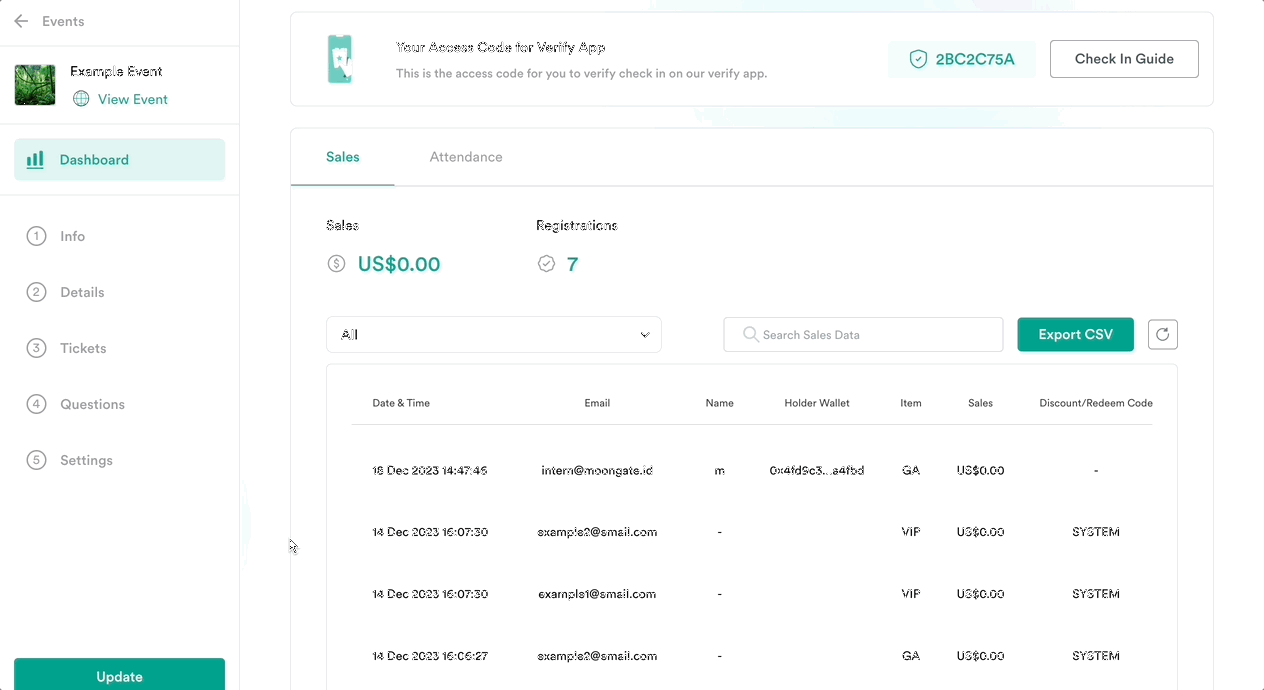 Events
Example Event
View Event
Dashboard
1 Info
2 Details
3 Tickets
4 Questions
5 Settings
Update
Your Access Code for Verify App
This is the access code for you to verify check in on our verify app.
2BC2C75A
Check In Guide
Sales Attendance
Sales Registrations
$ US$0.00 7
All Search Sales Data Export CSV
Date & Time Email Name Holder Wallet Item Sales Discount/Redeem Code
18 Dec 2023 14:47:46 intern@moongate.id m GA US$0.00 -
14 Dec 2023 16:07:30 example2@smail.com - VIP US$0.00 SYSTEM
14 Dec 2023 16:07:30 example1@smail.com - VIP US$0.00 SYSTEM
14 Dec 2023 16:06:27 example2@smail.com - GA US$0.00 SYSTEM